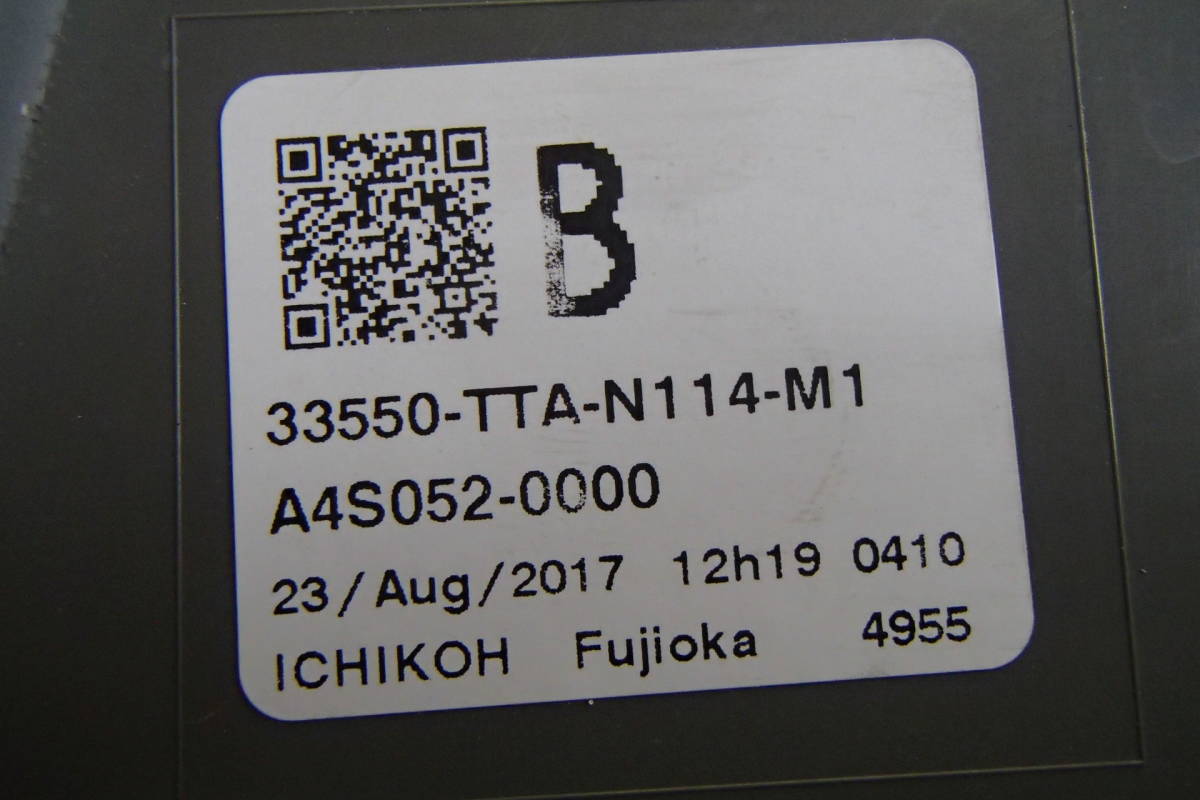 B
33550-TTA-N114-M1
A4S052-0000
23/Aug/2017 12h19 0410
ICHIKOH Fujioka 4955